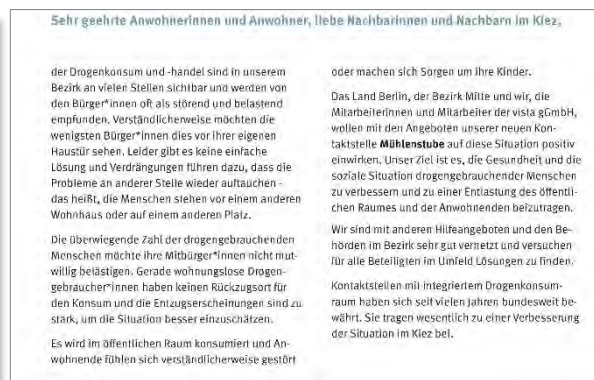 Sehr geehrte Anwohnerinnen und Anwohner, liebe Nachbarinnen und Nachbarn im Kiez,
der Drogenkonsum und -handel sind in unserem
Bezirk an vielen Stellen sichtbar und werden von
den Bürger*innen oft als störend und belastend
empfunden. Verständlicherweise möchten die
wenigsten Bürger*innen dies vor ihrer eigenen
Haustür sehen. Leider gibt es keine einfache
Lösung und Verdrängungen führen dazu, dass die
Probleme an anderer Stelle wieder auftauchen -
das heißt, die Menschen stehen vor einem anderen
Wohnhaus oder auf einem anderen Platz.
Die überwiegende Zahl der drogengebrauchenden
Menschen möchte ihre Mitbürger*innen nicht mut-
willig belästigen. Gerade wohnungslose Drogen-
gebraucher*innen haben keinen Rückzugsort für
den Konsum und die Entzugserscheinungen sind zu
stark, um die Situation besser einzuschätzen.
Es wird im öffentlichen Raum konsumiert und An-
wohnende fühlen sich verständlicherweise gestört
oder machen sich Sorgen um ihre Kinder.
Das Land Berlin, der Bezirk Mitte und wir, die
Mitarbeiterinnen und Mitarbeiter der vista gGmbH,
wollen mit den Angeboten unserer neuen Kon-
taktstelle Mühlenstube auf diese Situation positiv
einwirken. Unser Ziel ist es, die Gesundheit und die
soziale Situation drogengebrauchender Menschen
zu verbessern und zu einer Entlastung des öffentli-
chen Raumes und der Anwohnenden beizutragen.
Wir sind mit anderen Hilfeangeboten und den Be-
hörden im Bezirk sehr gut vernetzt und versuchen
für alle Beteiligten im Umfeld Lösungen zu finden.
Kontaktstellen mit integriertem Drogenkonsum-
raum haben sich seit vielen Jahren bundesweit be-
währt. Sie tragen wesentlich zu einer Verbesserung
der Situation im Kiez bei.